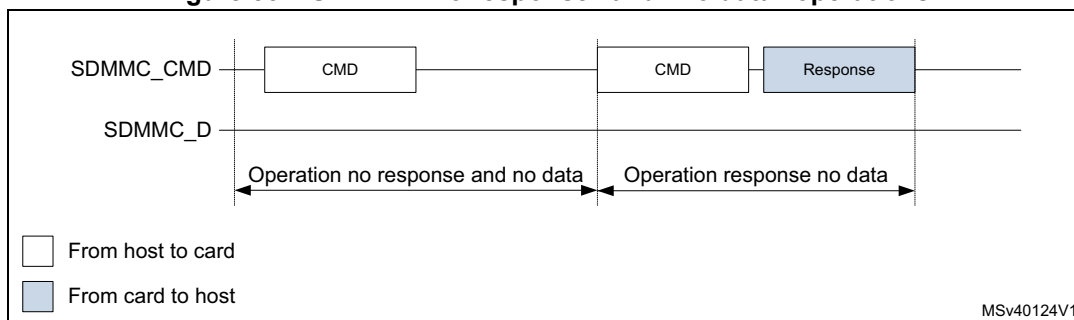 SDMMC_CMD
CMD
CMD
Response
SDMMC_D
Operation no response and no data
Operation response no data
From host to card
From card to host
MSv40124V1